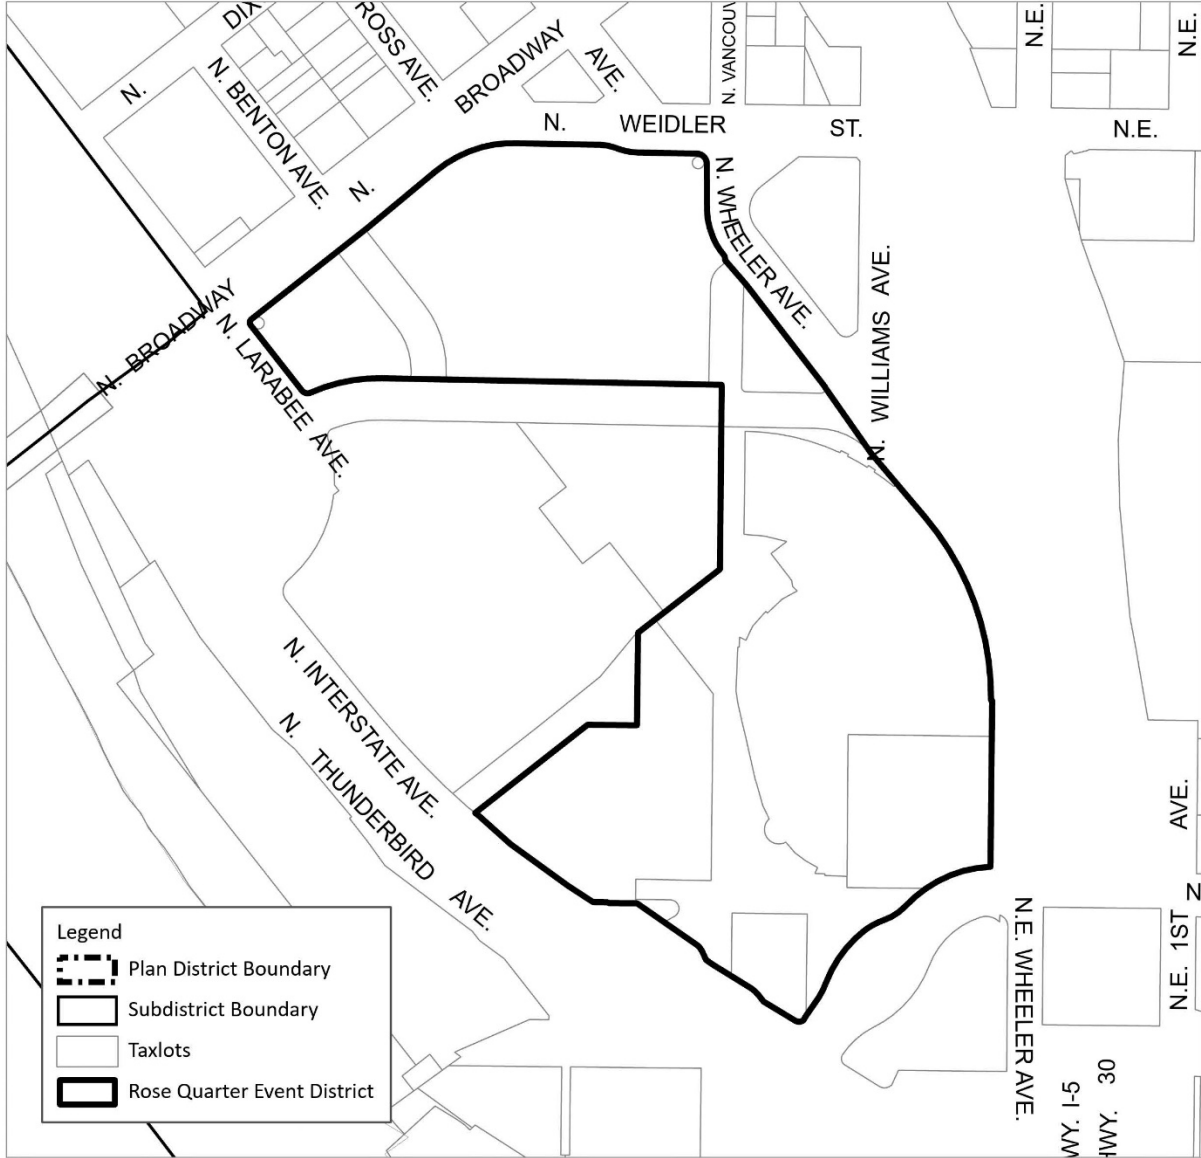 DIX
ROSS AVE.
N.
N. BENTON AVE.
BROADWAY
AVE.
N. VANCOUV
N.E.
N.E.
N. WEIDLER ST.
N.E.
N.
N. WHEELER AVE.
N. WILLIAMS AVE.
N. BROADWAY
N. LARABEE AVE.
N. INTERSTATE AVE.
N. THUNDERBIRD AVE.
AVE.
N
N.E. 1ST
N.E. WHEELER AVE.
WY. I-5
HWY. 30
Legend
Plan District Boundary
Subdistrict Boundary
Taxlots
Rose Quarter Event District